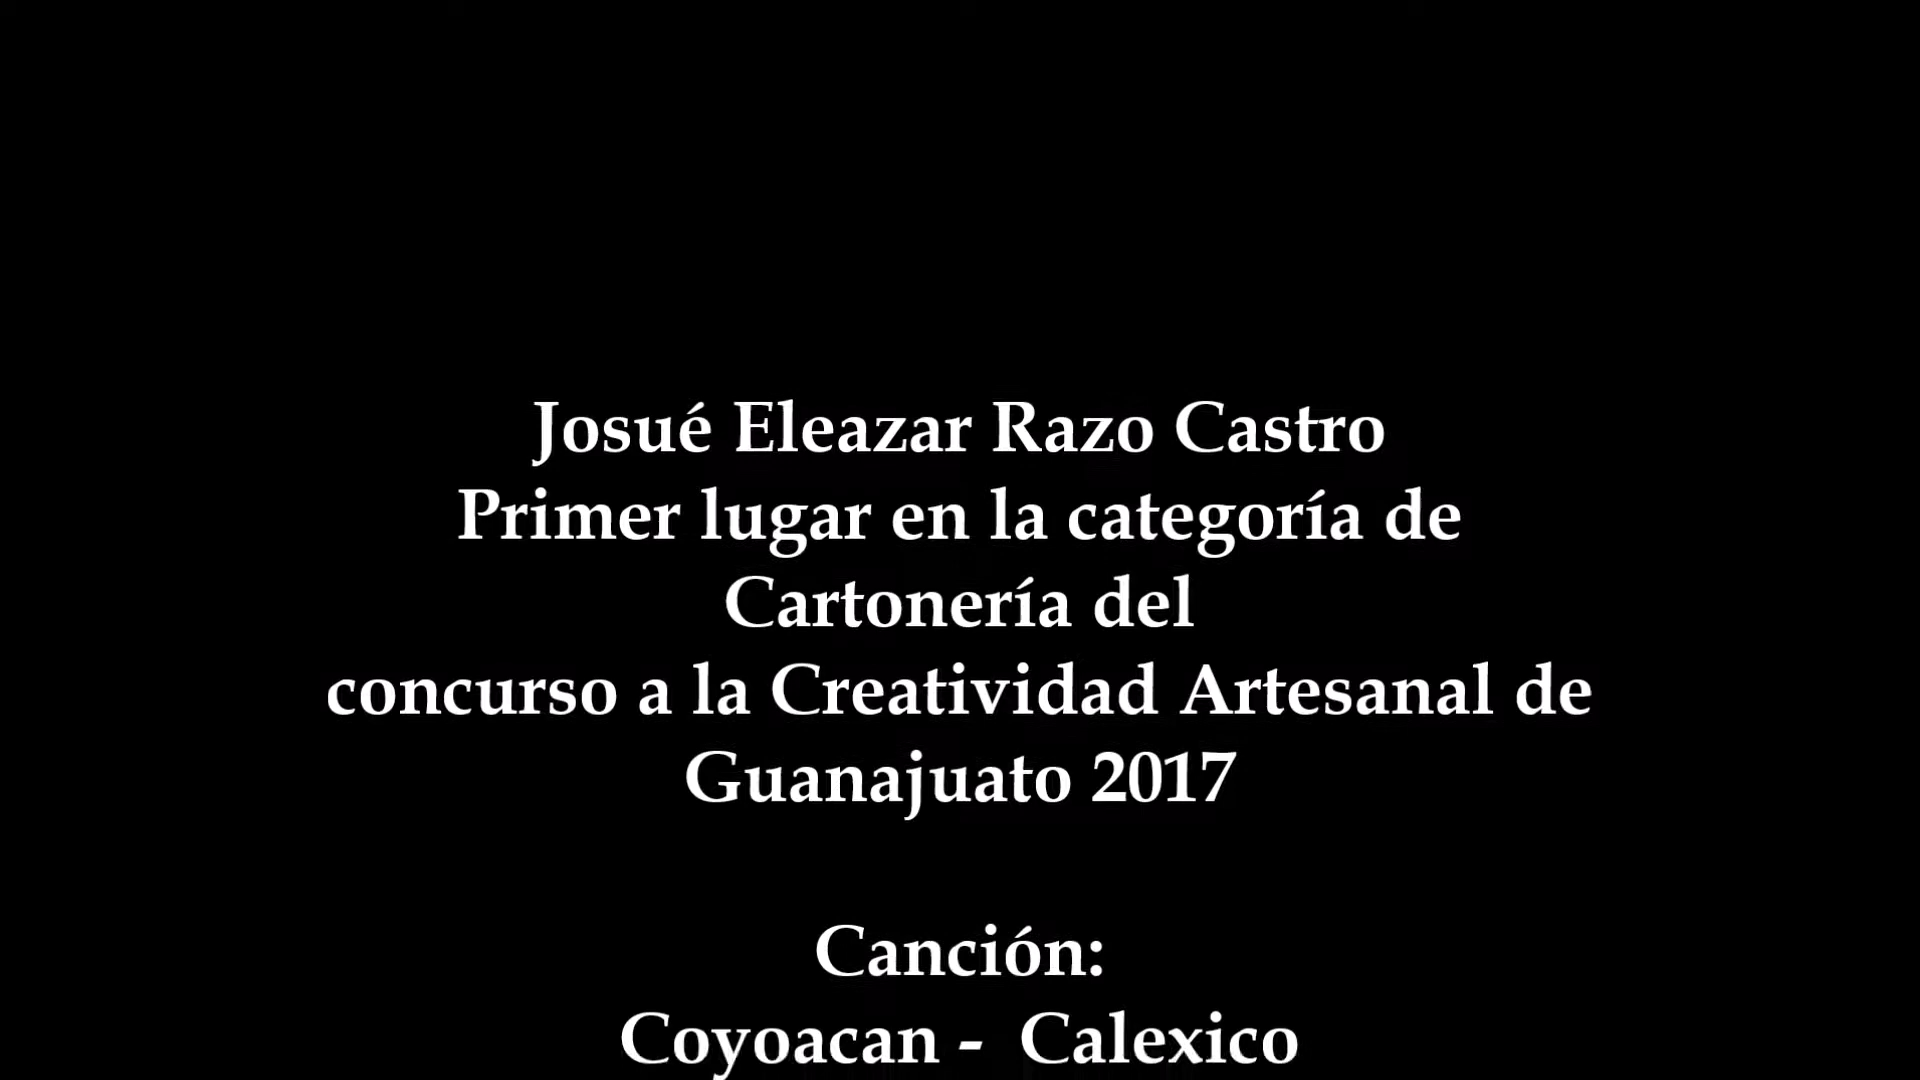 Josué Eleazar Razo Castro
Primer lugar en la categoría de
Cartonería del
concurso a la Creatividad Artesanal de
Guanajuato 2017
Canción:
Coyoacan - Calexico